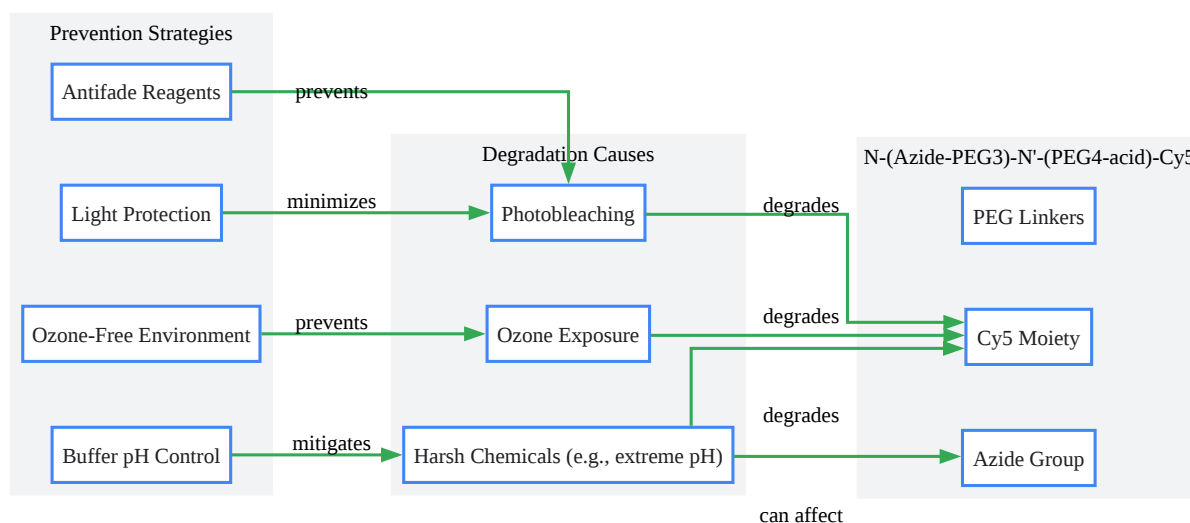 Prevention Strategies
Antifade Reagents
prevents
Degradation Causes
N-(Azide-PEG3)-N'-(PEG4-acid)-Cy5
Light Protection
minimizes
Photobleaching
degrades
PEG Linkers
Ozone-Free Environment
prevents
Ozone Exposure
degrades
Cy5 Moiety
Buffer pH Control
mitigates
Harsh Chemicals (e.g., extreme pH)
degrades
Azide Group
can affect